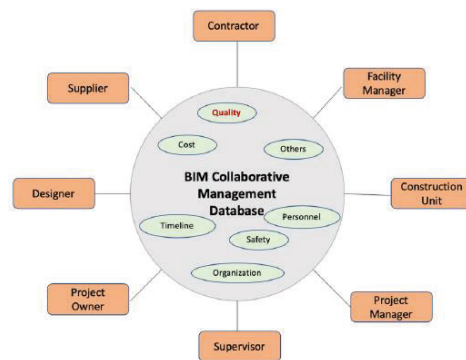 Contractor
Supplier
Facility
Manager
Quality
Cost
Others
BIM Collaborative
Management
Database
Designer
Construction
Unit
Personnel
Timeline
Safety
Organization
Project
Owner
Project
Manager
Supervisor